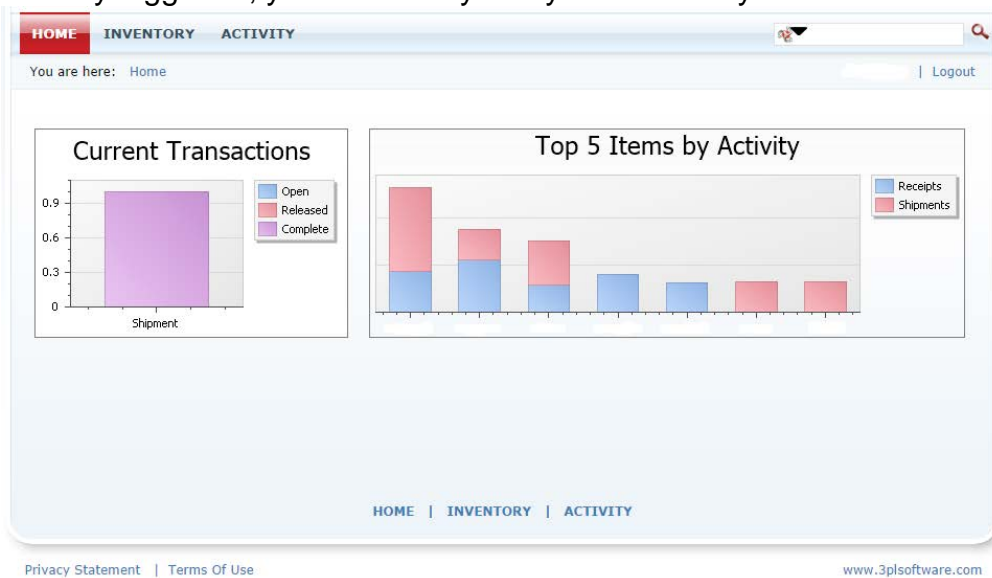 HOME INVENTORY ACTIVITY
You are here: Home | Logout
Current Transactions
Open
Released
Complete
0.9
0.6
0.3
0
Shipment
Top 5 Items by Activity
Receipts
Shipments
HOME | INVENTORY | ACTIVITY
Privacy Statement | Terms Of Use www.3plsoftware.com